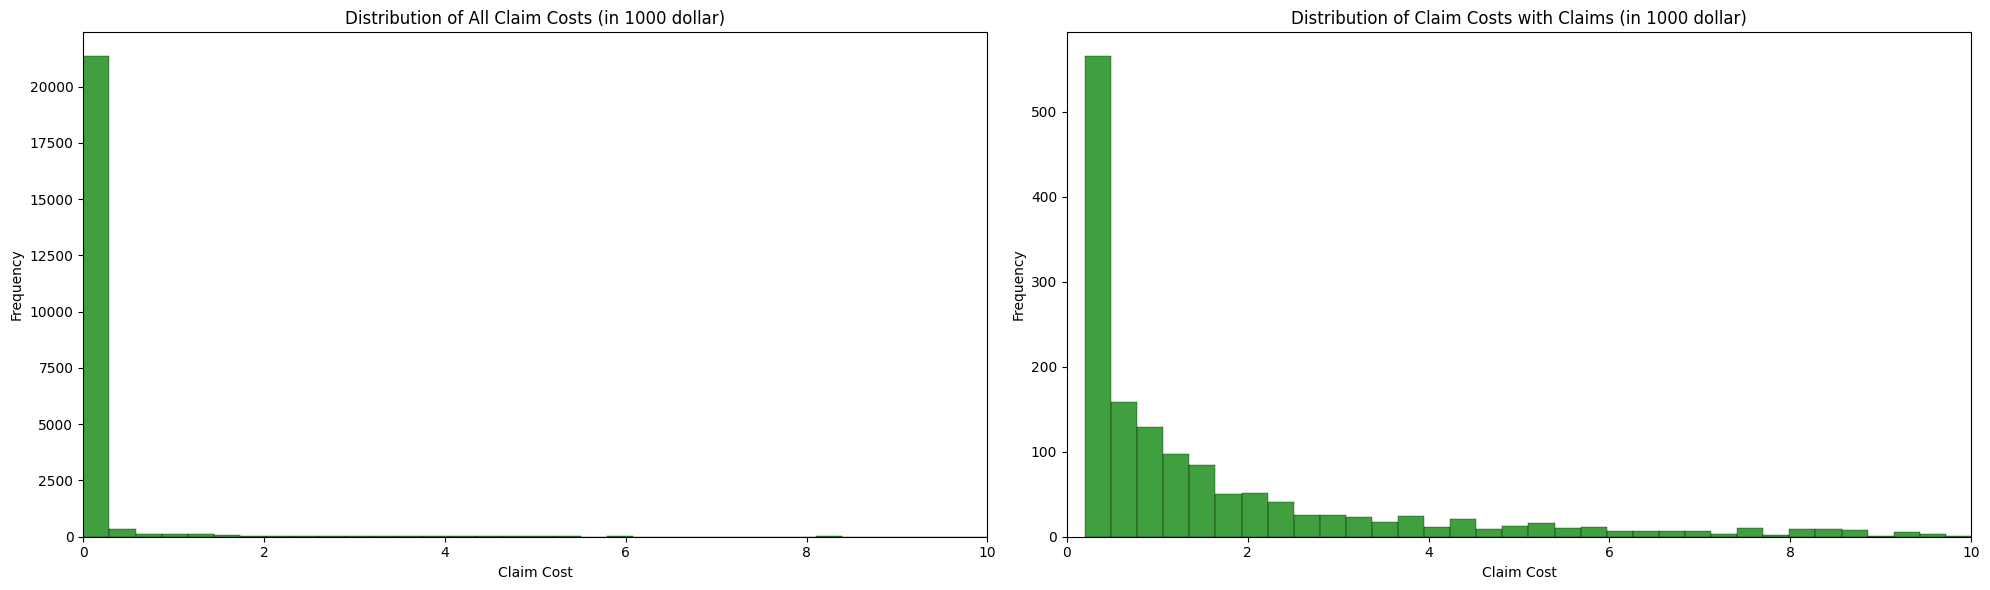 Distribution of All Claim Costs (in 1000 dollar)
Frequency
20000
17500
15000
12500
10000
7500
5000
2500
0
0 2 4 6 8 10
Claim Cost
Distribution of Claim Costs with Claims (in 1000 dollar)
Frequency
500
400
300
200
100
0
0 2 4 6 8 10
Claim Cost